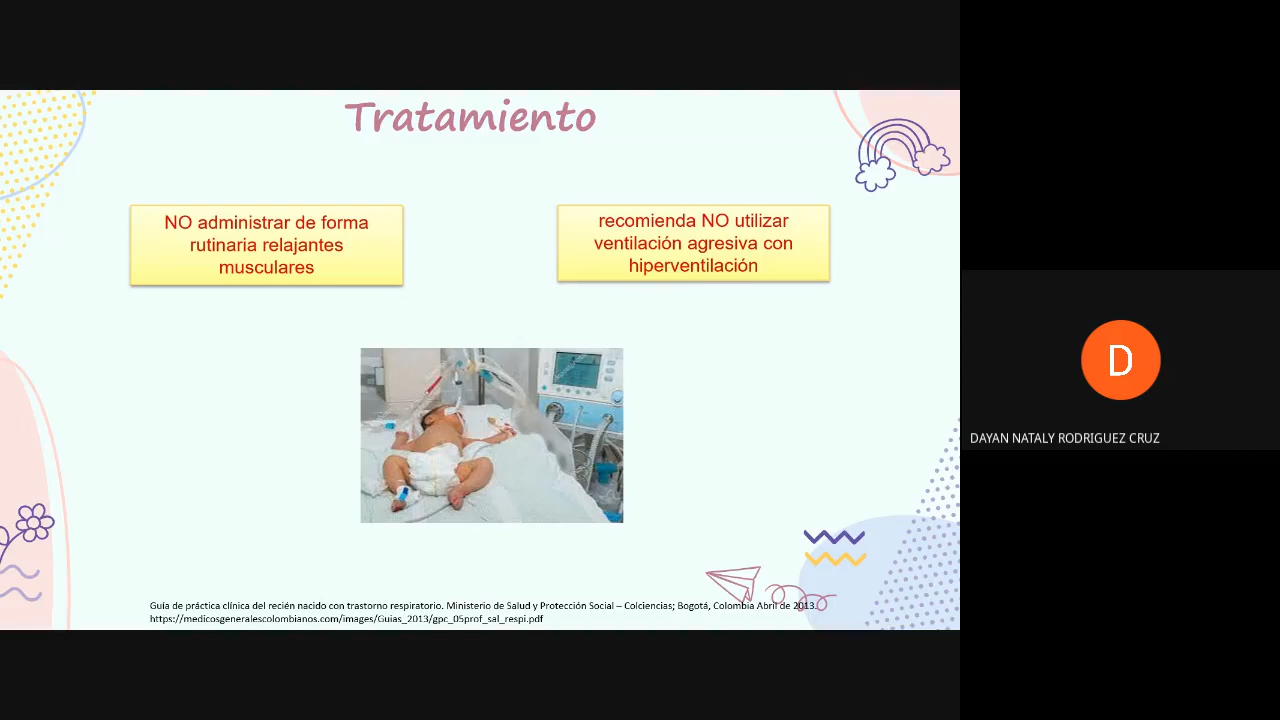 Tratamiento
NO administrar de forma
rutinaria relajantes
musculares
recomienda NO utilizar
ventilación agresiva con
hiperventilación
D
DAYAN NATALY RODRIGUEZ CRUZ
Guía de práctica clínica del recién nacido con trastorno respiratorio. Ministerio de Salud y Protección Social – Colciencias; Bogotá, Colombia Abril de 2013.
https://medicosgeneralescolombianos.com/images/Guias_2013/gpc_05prof_sal_respi.pdf